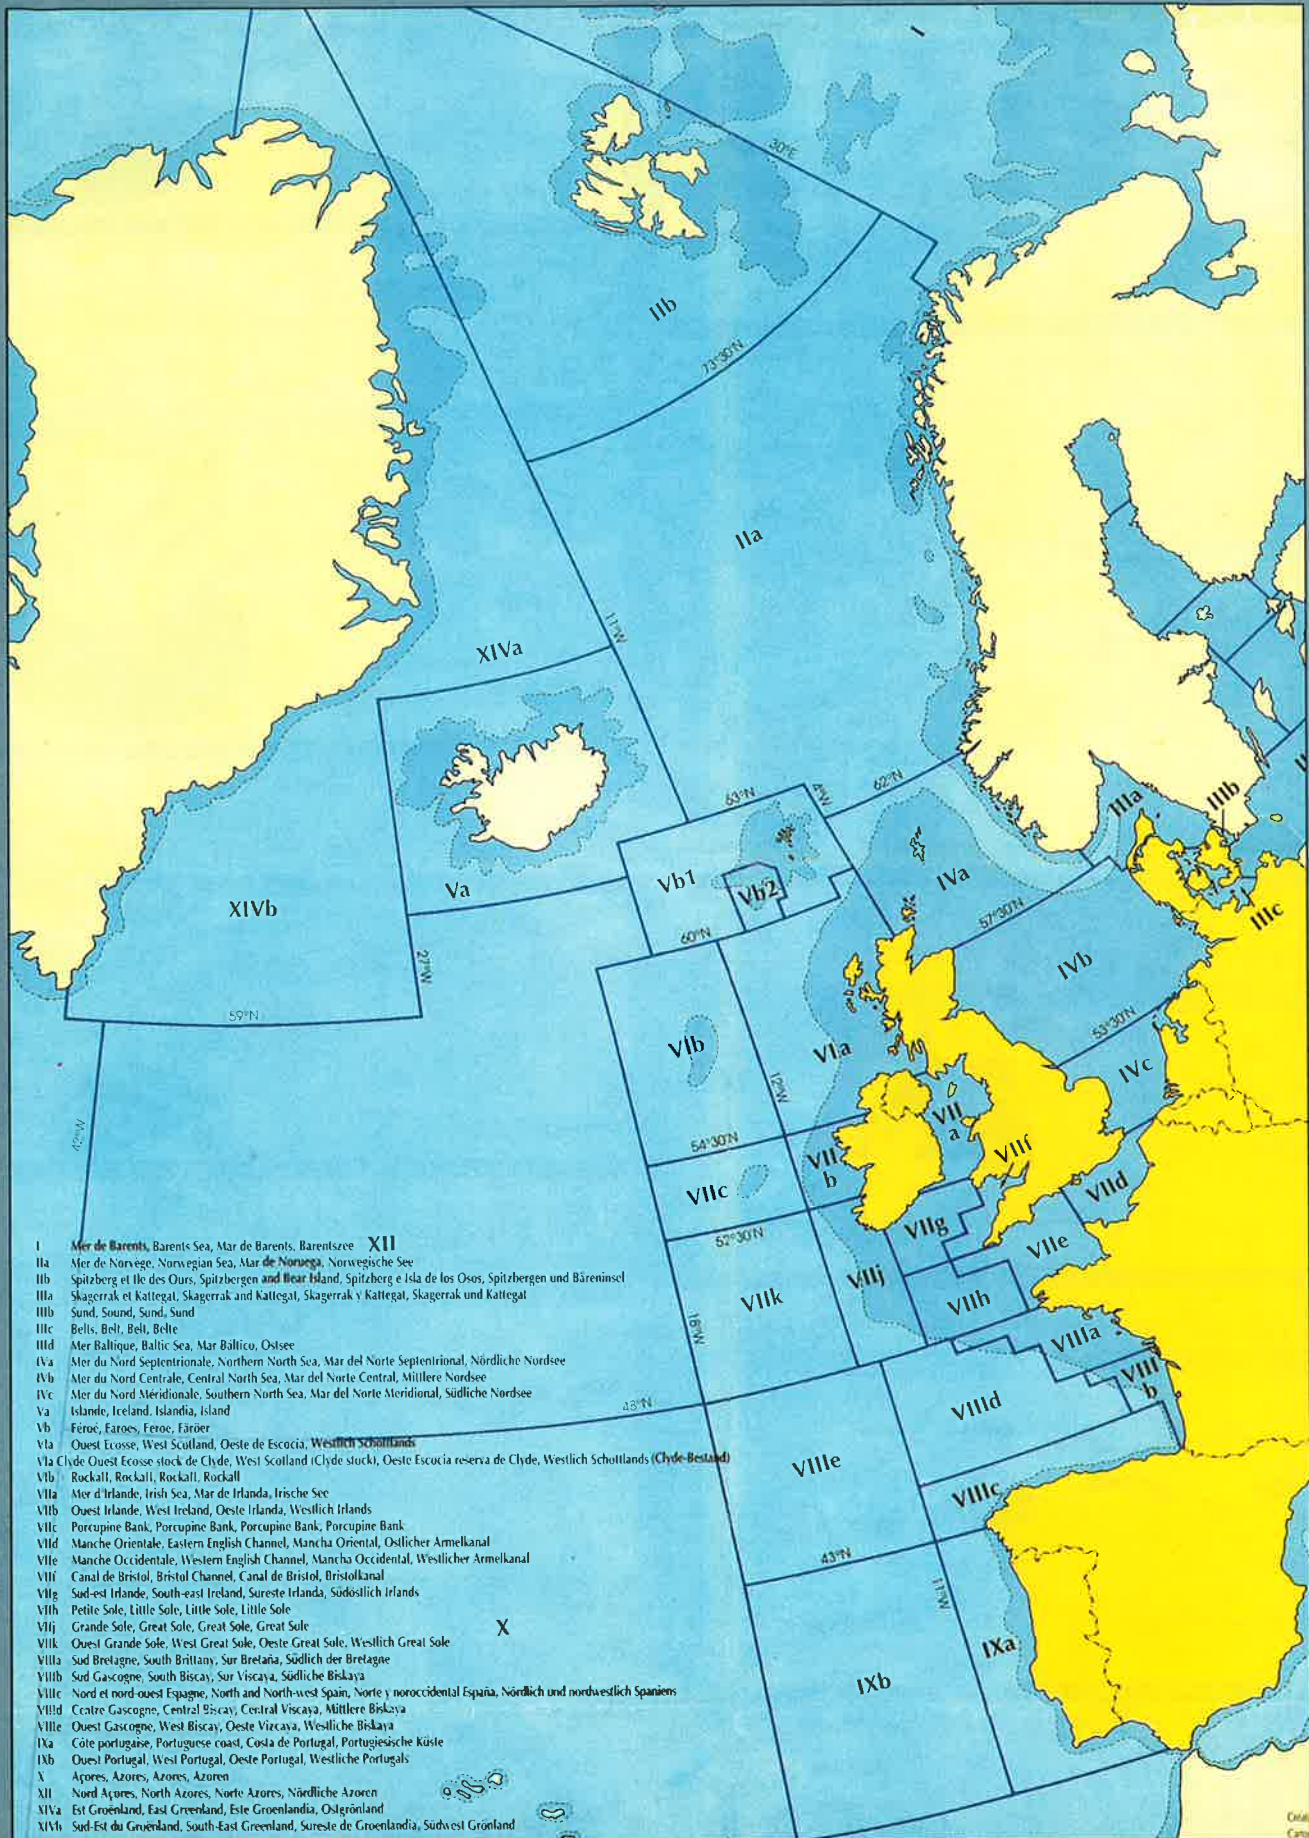 30°E
IIb
73°30'N
IIa
11°W
XIVa
63°N
4°W
62°N
IIIa
IIIb
Va
Vb1
Vb2
IVa
XIVb
57°30'N
IIIc
60°N
27°W
IVb
59°N
53°30'N
VIb
VIa
IVc
12°W
42°W
VII
a
54°30'N
VIIf
VII
b
VIIc
VIId
VIIg
52°30'N
VIIe
VIIj
VIIk
VIIh
16°W
VIIIa
VIII
b
VIIId
48°N
VIIIe
VIIIc
43°N
11°W
IXa
IXb
XII
X
I Mer de Barents, Barents Sea, Mar de Barents, Barentszee
IIa Mer de Norvège, Norwegian Sea, Mar de Noruega, Norwegische See
IIb Spitzberg et Ile des Ours, Spitzbergen and Bear Island, Spitzberg e Isla de los Osos, Spitzbergen und Bäreninsel
IIIa Skagerrak et Kattegat, Skagerrak and Kattegat, Skagerrak y Kattegat, Skagerrak und Kattegat
IIIb Sund, Sound, Sund, Sund
IIIc Belts, Belt, Belt, Belte
IIId Mer Baltique, Baltic Sea, Mar Báltico, Ostsee
IVa Mer du Nord Septentrionale, Northern North Sea, Mar del Norte Septentrional, Nördliche Nordsee
IVb Mer du Nord Centrale, Central North Sea, Mar del Norte Central, Mittlere Nordsee
IVc Mer du Nord Méridionale, Southern North Sea, Mar del Norte Meridional, Südliche Nordsee
Va Islande, Iceland, Islandia, Island
Vb Féroé, Faroes, Feroe, Färöer
VIa Ouest Ecosse, West Scotland, Oeste de Escocia, Westlich Schottlands
VIa Clyde Ouest Ecosse stock de Clyde, West Scotland (Clyde stock), Oeste Escocia reserva de Clyde, Westlich Schottlands (Clyde-Bestand)
VIb Rockall, Rockall, Rockall, Rockall
VIIa Mer d'Irlande, Irish Sea, Mar de Irlanda, Irische See
VIIb Ouest Irlande, West Ireland, Oeste Irlanda, Westlich Irlands
VIIc Porcupine Bank, Porcupine Bank, Porcupine Bank, Porcupine Bank
VIId Manche Orientale, Eastern English Channel, Mancha Oriental, Ostlicher Armelkanal
VIIe Manche Occidentale, Western English Channel, Mancha Occidental, Westlicher Armelkanal
VIIf Canal de Bristol, Bristol Channel, Canal de Bristol, Bristolkanal
VIIg Sud-est Irlande, South-east Ireland, Sureste Irlanda, Südöstlich Irlands
VIIh Petite Sole, Little Sole, Little Sole, Little Sole
VIIj Grande Sole, Great Sole, Great Sole, Great Sole
VIIk Ouest Grande Sole, West Great Sole, Oeste Great Sole, Westlich Great Sole
VIIIa Sud Bretagne, South Brittany, Sur Bretaña, Südlich der Bretagne
VIIIb Sud Gascogne, South Biscay, Sur Viscaya, Südliche Biskaya
VIIIc Nord et nord-ouest Espagne, North and North-west Spain, Norte y noroccidental España, Nördlich und nordwestlich Spaniens
VIIId Centre Gascogne, Central Biscay, Central Viscaya, Mittlere Biskaya
VIIIe Ouest Gascogne, West Biscay, Oeste Vizcaya, Westliche Biskaya
IXa Côte portugaise, Portuguese coast, Costa de Portugal, Portugiesische Küste
IXb Ouest Portugal, West Portugal, Oeste Portugal, Westliche Portugals
X Açores, Azores, Azores, Azoren
XII Nord Açores, North Azores, Norte Azores, Nördliche Azoren
XIVa Est Groënland, East Greenland, Este Groenlandia, Ostgrönland
XIVb Sud-Est du Groënland, South-East Greenland, Sureste de Groenlandia, Südwest Grönland